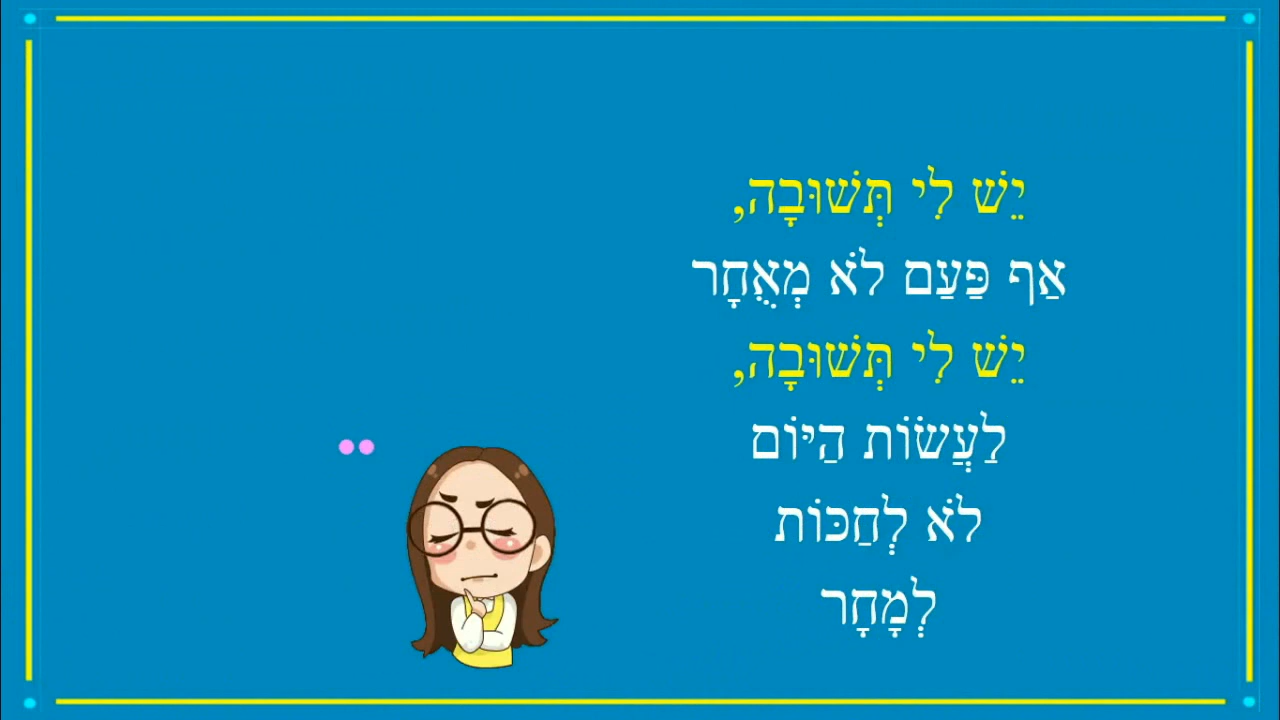 יֵשׁ לִי תְּשׁוּבָה,
אַף פַּעַם לֹא מְאֻחָר
יֵשׁ לִי תְּשׁוּבָה,
לַעֲשׂוֹת הַיּוֹם
לֹא לְחַכּוֹת
לְמָחָר